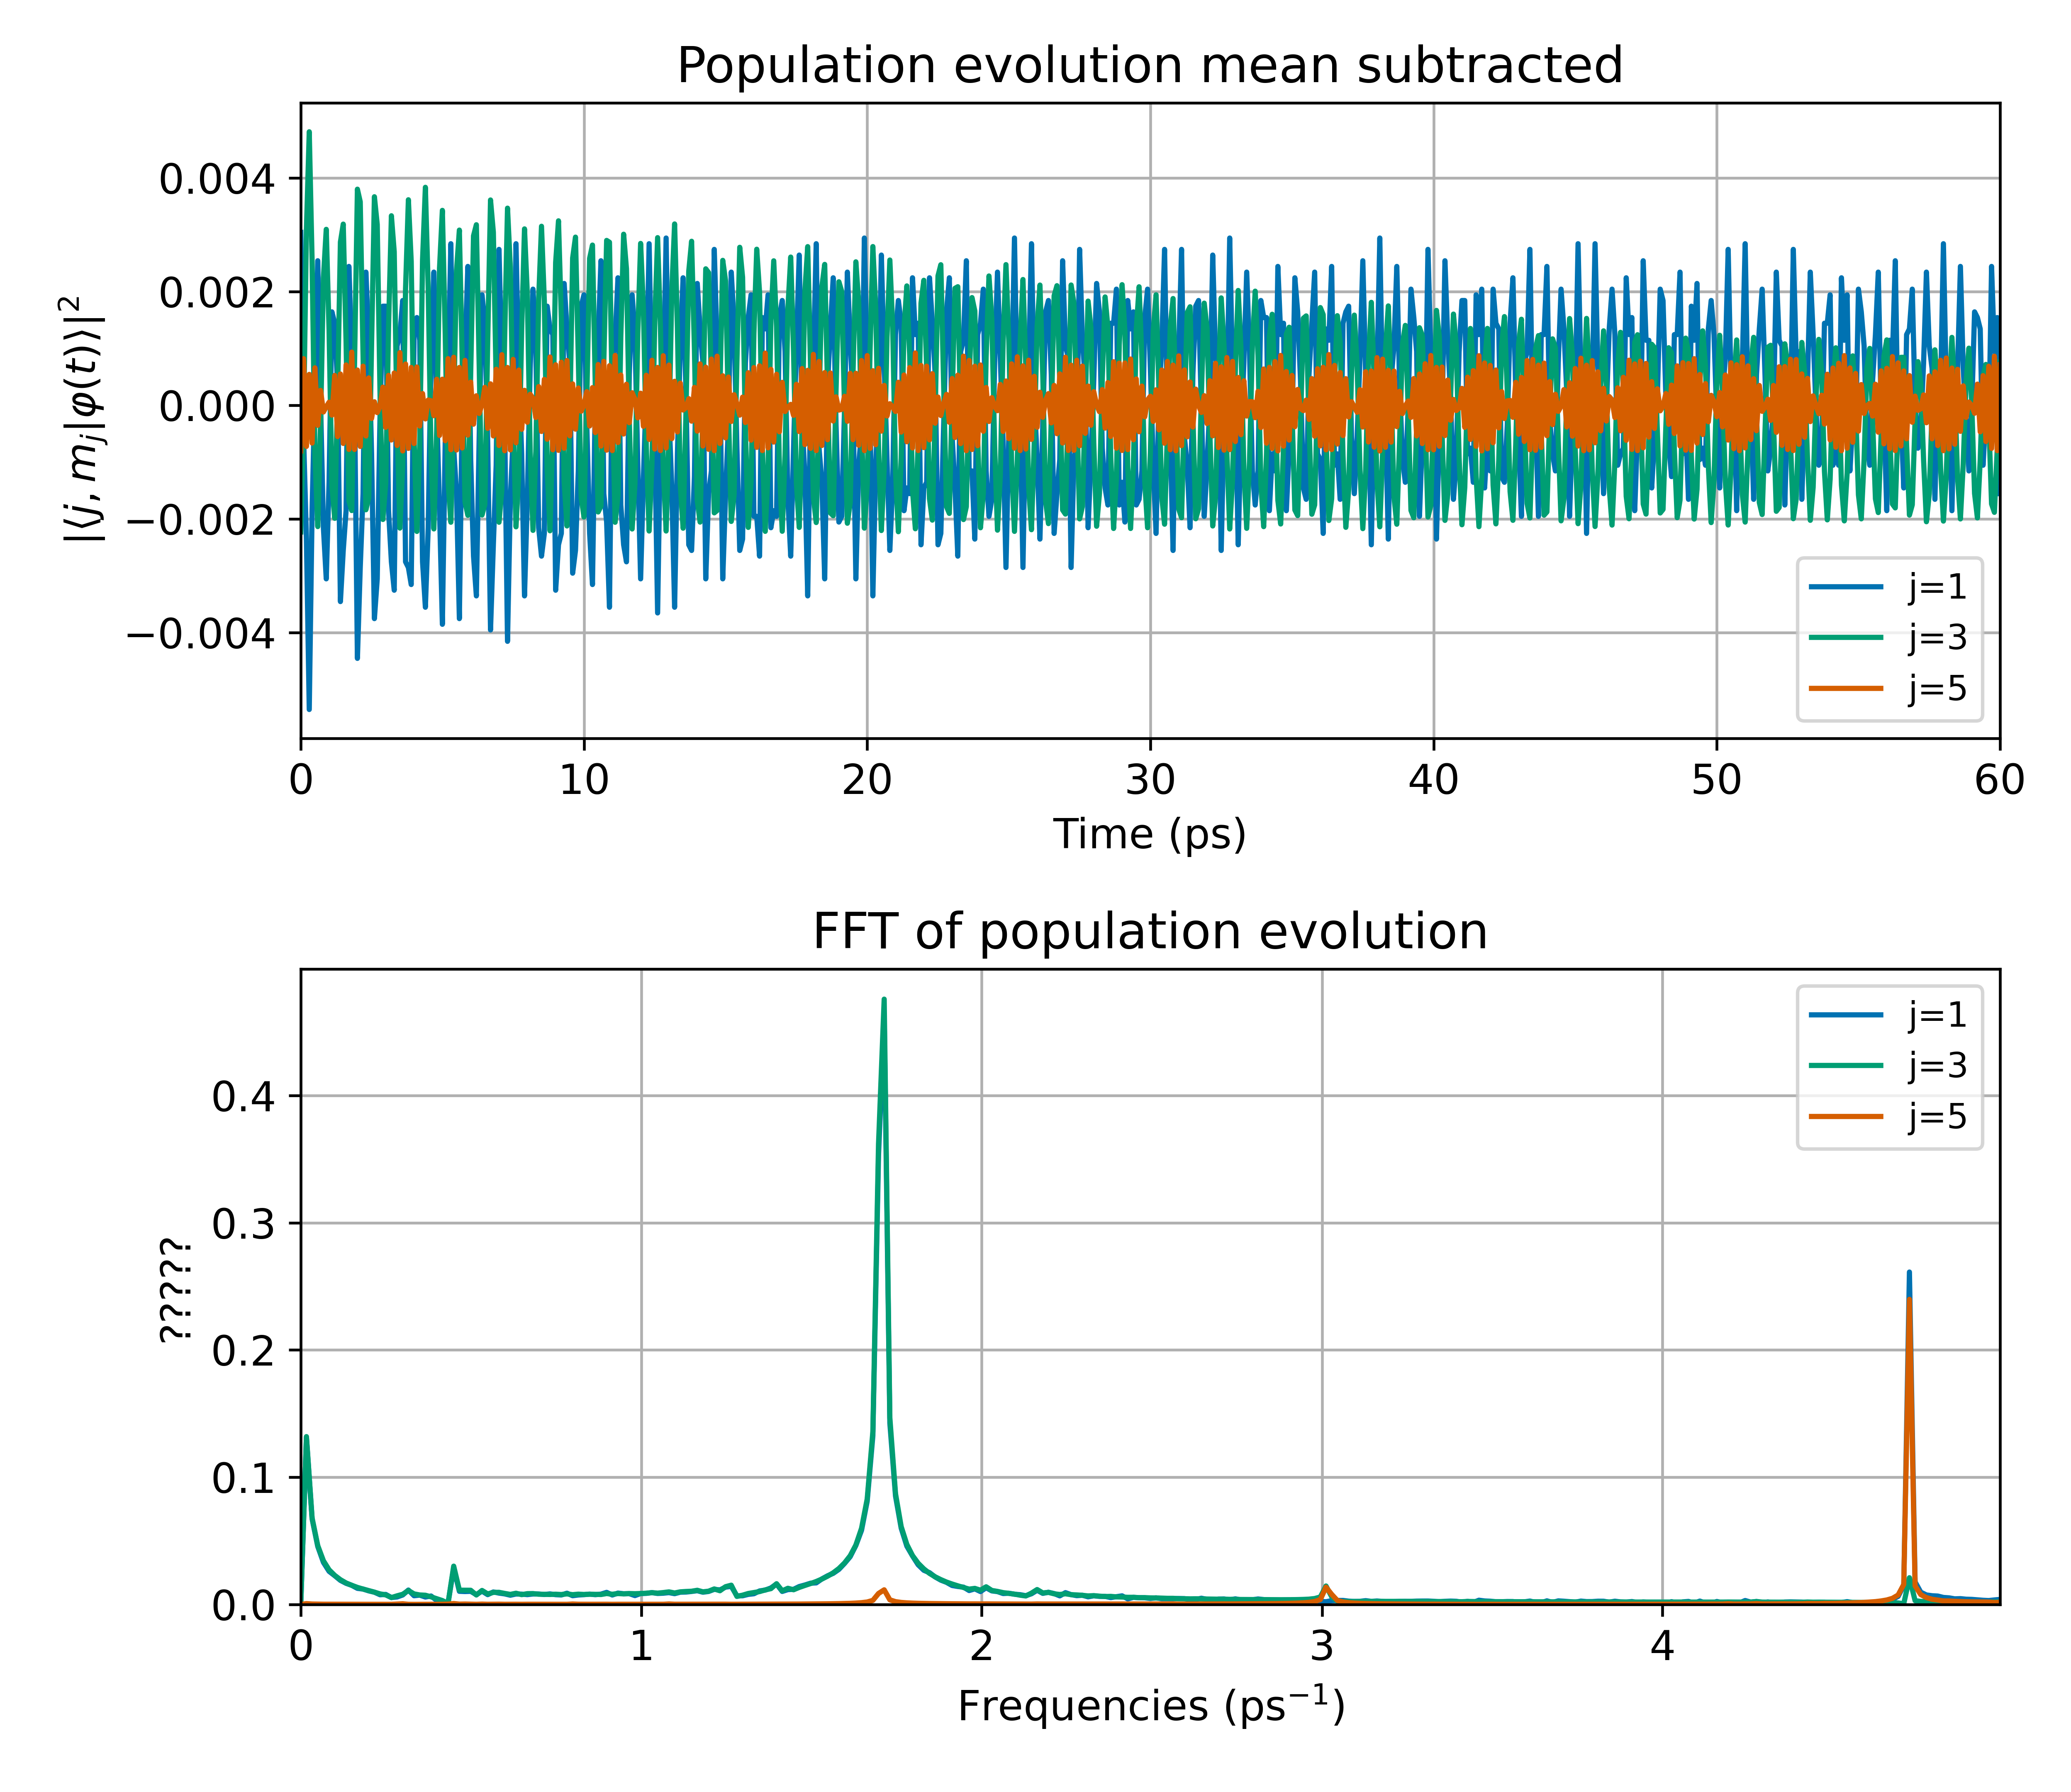 Population evolution mean subtracted
|⟨j, m_j|φ(t)⟩|²
0.004
0.002
0.000
−0.002
−0.004
j=1
j=3
j=5
0 10 20 30 40 50 60
Time (ps)
FFT of population evolution
?????
0.4
0.3
0.2
0.1
0.0
j=1
j=3
j=5
0 1 2 3 4
Frequencies (ps⁻¹)